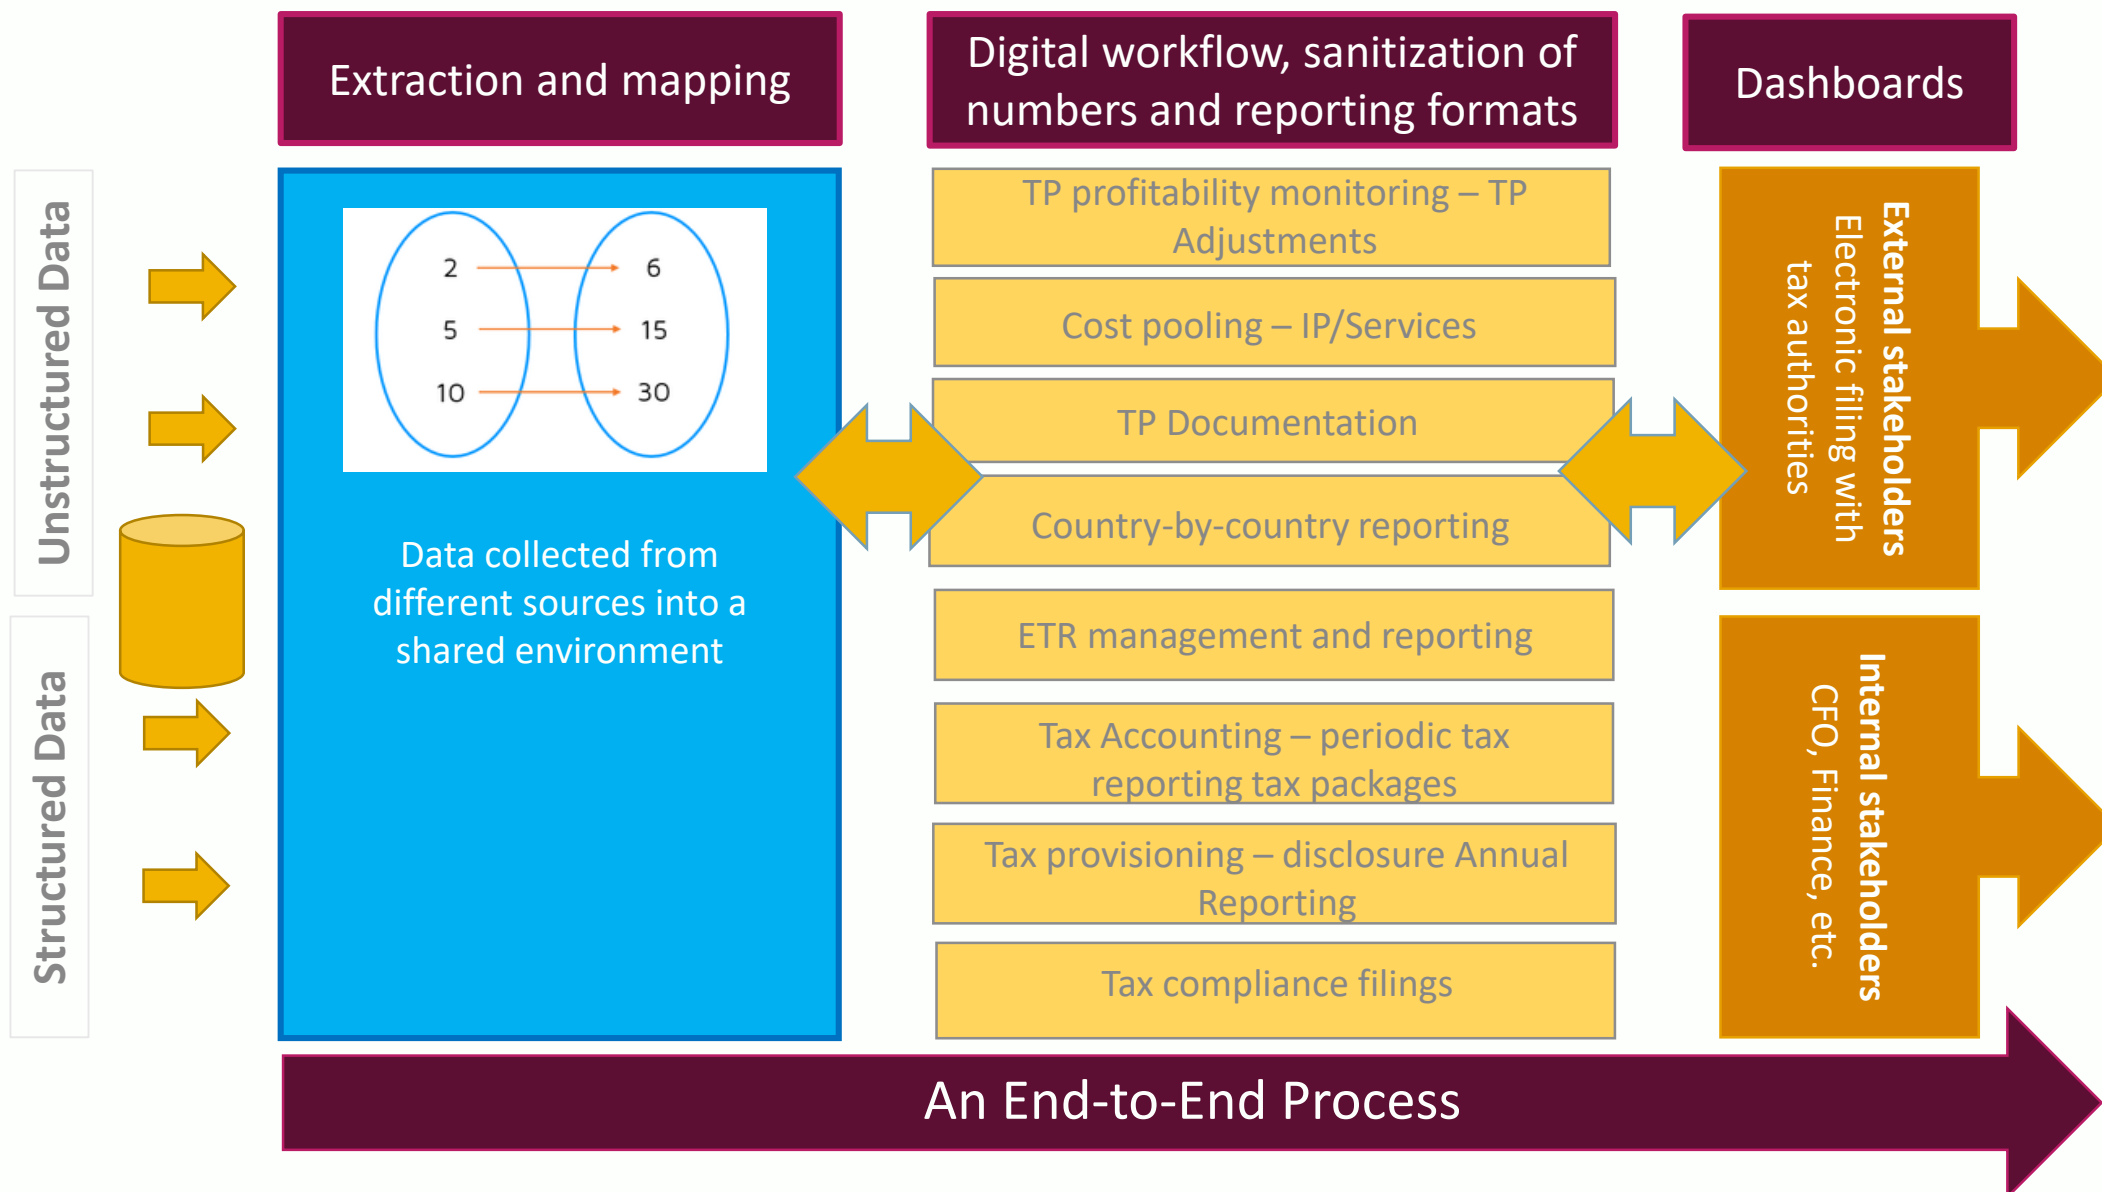 Extraction and mapping
Digital workflow, sanitization of
numbers and reporting formats
Dashboards
Unstructured Data
Structured Data
2
6
5
15
10
30
Data collected from
different sources into a
shared environment
TP profitability monitoring – TP
Adjustments
Cost pooling – IP/Services
TP Documentation
Country-by-country reporting
ETR management and reporting
Tax Accounting – periodic tax
reporting tax packages
Tax provisioning – disclosure Annual
Reporting
Tax compliance filings
External stakeholders
Electronic filing with
tax authorities
Internal stakeholders
CFO, Finance, etc.
An End-to-End Process